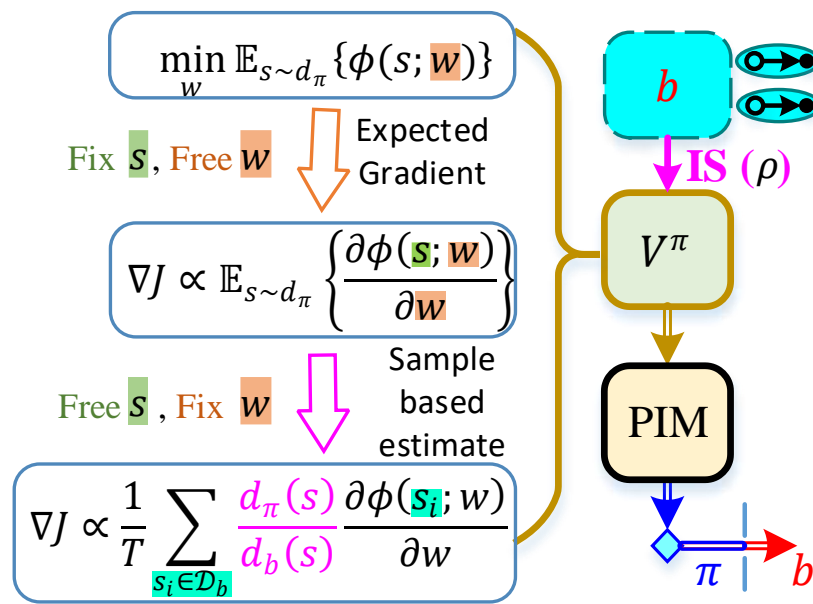 min_w 𝔼_{s∼d_π}{ϕ(s; w)}
Fix s, Free w
Expected
Gradient
∇J ∝ 𝔼_{s∼d_π} {∂ϕ(s; w) / ∂w}
Free s , Fix w
Sample
based
estimate
∇J ∝ 1/T ∑_{s_i∈𝒟_b} d_π(s)/d_b(s) ∂ϕ(s_i; w)/∂w
b
IS (ρ)
V^π
PIM
π
b